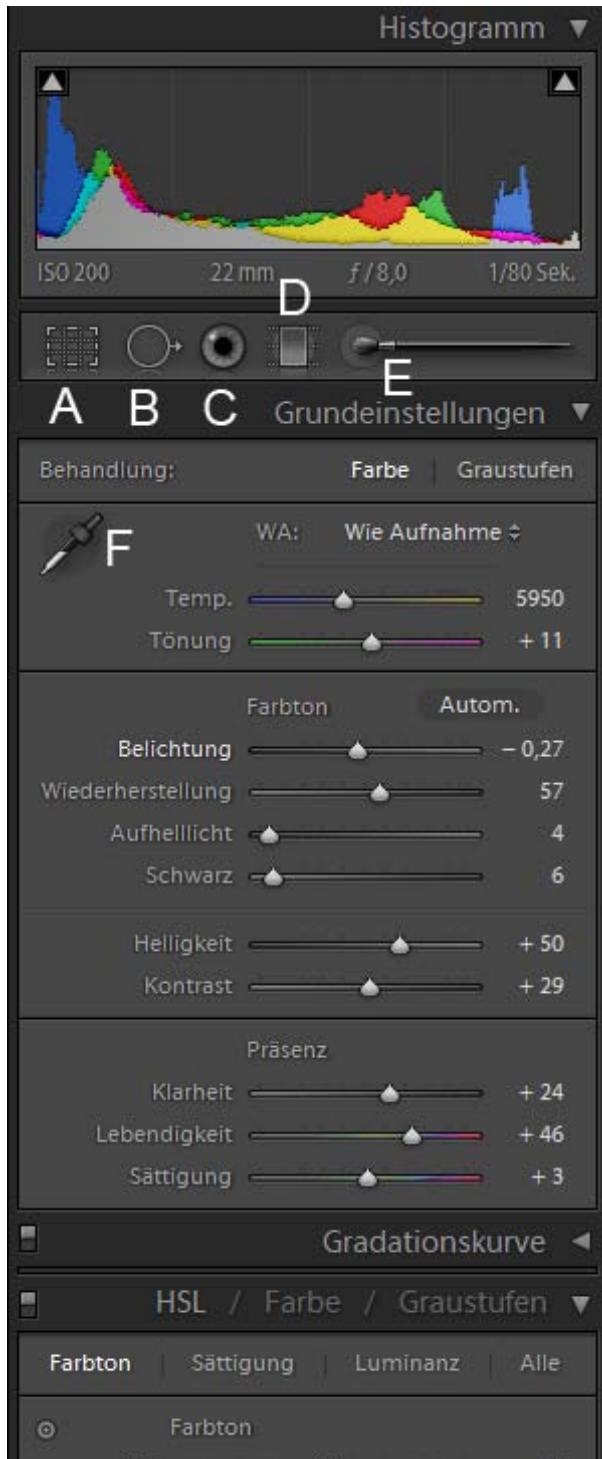 Histogramm
ISO 200 22 mm ƒ/8,0 1/80 Sek.
D
E
A B C Grundeinstellungen
Behandlung: Farbe Graustufen
F WA: Wie Aufnahme
Temp. 5950
Tönung + 11
Farbton Autom.
Belichtung – 0,27
Wiederherstellung 57
Aufhelllicht 4
Schwarz 6
Helligkeit + 50
Kontrast + 29
Präsenz
Klarheit + 24
Lebendigkeit + 46
Sättigung + 3
Gradationskurve
HSL / Farbe / Graustufen
Farbton Sättigung Luminanz Alle
Farbton